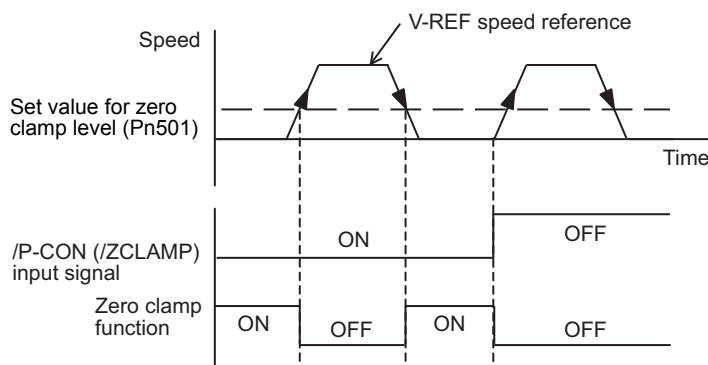 V-REF speed reference
Speed
Set value for zero
clamp level (Pn501)
Time
/P-CON (/ZCLAMP)
input signal
ON
OFF
Zero clamp
function
ON
OFF
ON
OFF